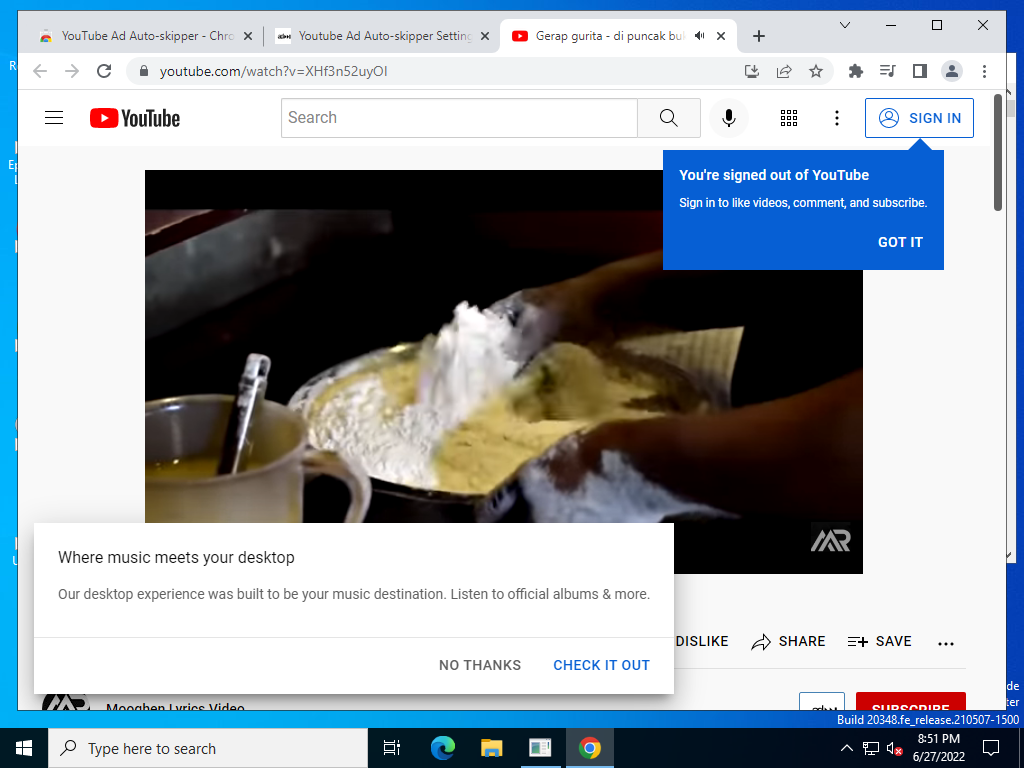 YouTube Ad Auto-skipper - Chro
Youtube Ad Auto-skipper Setting
Gerap gurita - di puncak buk
youtube.com/watch?v=XHf3n52uyOI
YouTube
Search
SIGN IN
You're signed out of YouTube
Sign in to like videos, comment, and subscribe.
GOT IT
Where music meets your desktop
Our desktop experience was built to be your music destination. Listen to official albums & more.
NO THANKS
CHECK IT OUT
DISLIKE
SHARE
SAVE
Mooghen Lyrics Video
SUBSCRIBE
Build 20348.fe_release.210507-1500
Type here to search
8:51 PM
6/27/2022